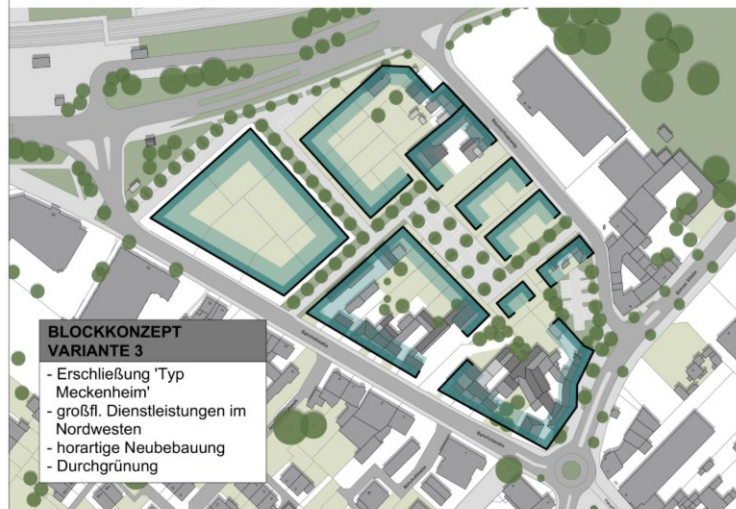 BLOCKKONZEPT
VARIANTE 3
- Erschließung 'Typ
Meckenheim'
- großfl. Dienstleistungen im
Nordwesten
- horartige Neubebauung
- Durchgrünung